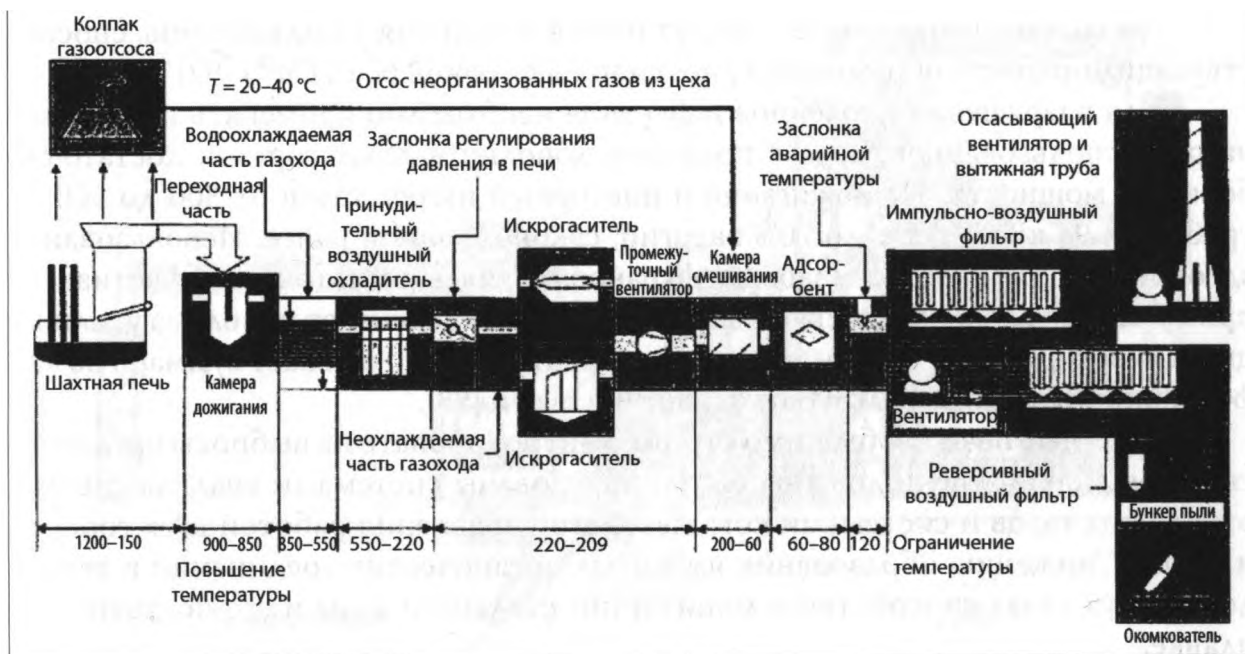 Колпак
газоотсоса
T = 20–40 °C
Отсос неорганизованных газов из цеха
Водоохлаждаемая
часть газохода
Заслонка регулирования
давления в печи
Заслонка
аварийной
температуры
Отсасывающий
вентилятор и
вытяжная труба
Переходная
часть
Принуди-
тельный
воздушный
охладитель
Искрогаситель
Промежу-
точный
вентилятор
Камера
смешивания
Адсор-
бент
Импульсно-воздушный
фильтр
Шахтная печь
Камера
дожигания
Неохлаждаемая
часть газохода
Искрогаситель
Вентилятор
Реверсивный
воздушный фильтр
Бункер пыли
1200–150
900–850
850–550
550–220
220–209
200–60
60–80
120
Ограничение
температуры
Повышение
температуры
Окомкователь